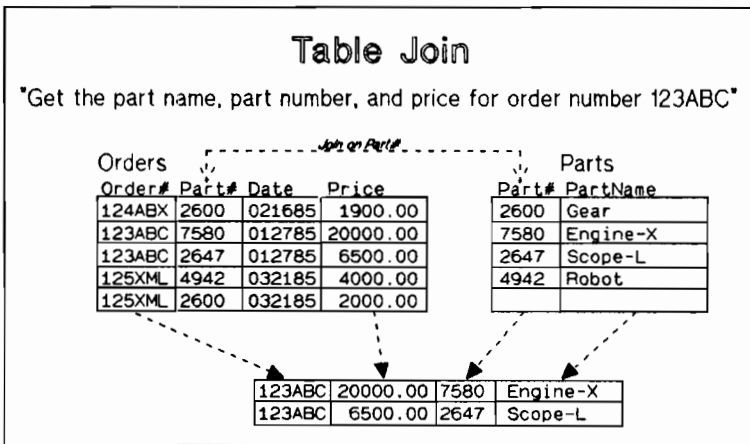 Table Join
"Get the part name, part number, and price for order number 123ABC"
Join on Part#
Orders Parts
Order# Part# Date Price Part# PartName
124ABX 2600 021685 1900.00 2600 Gear
123ABC 7580 012785 20000.00 7580 Engine-X
123ABC 2647 012785 6500.00 2647 Scope-L
125XML 4942 032185 4000.00 4942 Robot
125XML 2600 032185 2000.00
123ABC 20000.00 7580 Engine-X
123ABC 6500.00 2647 Scope-L